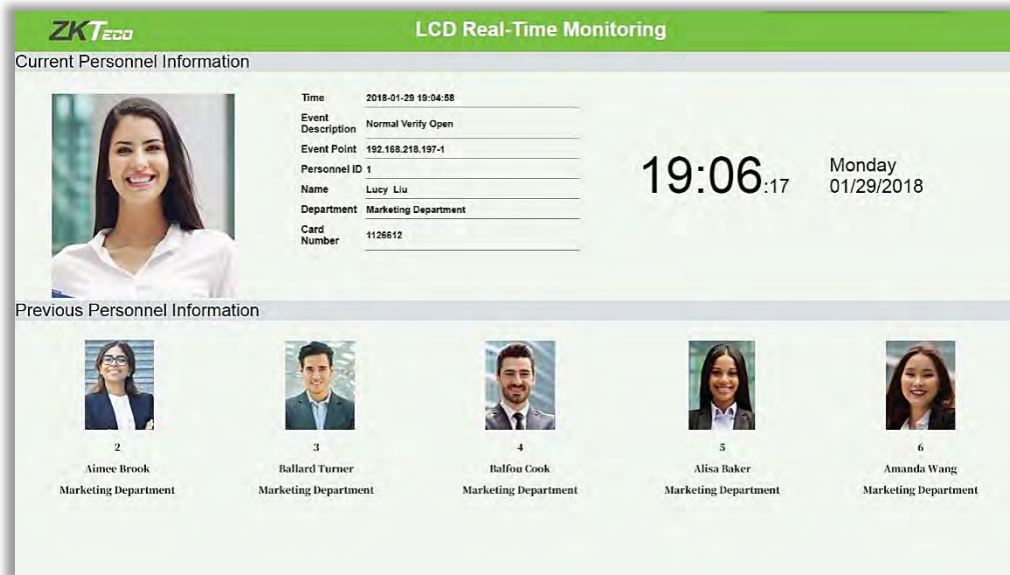 ZKTECO
LCD Real-Time Monitoring
Current Personnel Information
Time 2018-01-29 19:04:58
Event
Description Normal Verify Open
Event Point 192.168.218.197-1
Personnel ID 1
Name Lucy Liu
Department Marketing Department
Card
Number 1126612
19:06:17
Monday
01/29/2018
Previous Personnel Information
2 3 4 5 6
Aimee Brook Ballard Turner Balfou Cook Alisa Baker Amanda Wang
Marketing Department Marketing Department Marketing Department Marketing Department Marketing Department